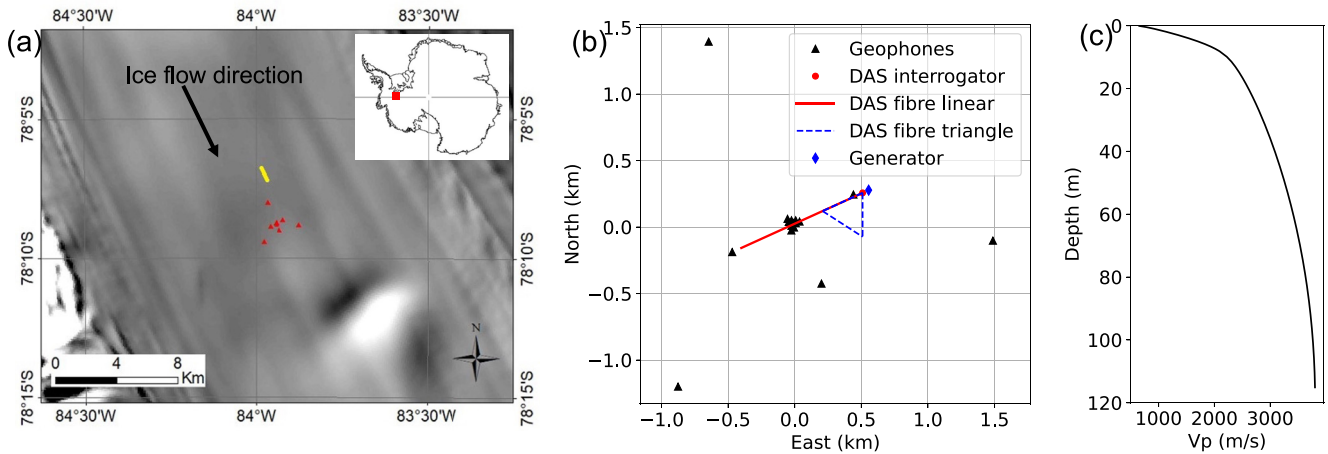 (a)
84°30'W
84°W
83°30'W
Ice flow direction
78°5'S
78°5'S
78°10'S
78°10'S
78°15'S
78°15'S
N
0 4 8
Km
84°30'W
84°W
83°30'W
(b)
1.5
1.0
0.5
0.0
−0.5
−1.0
North (km)
Geophones
DAS interrogator
DAS fibre linear
DAS fibre triangle
Generator
−1.0 −0.5 0.0 0.5 1.0 1.5
East (km)
(c)
0
20
40
60
80
100
120
Depth (m)
1000 2000 3000
Vp (m/s)